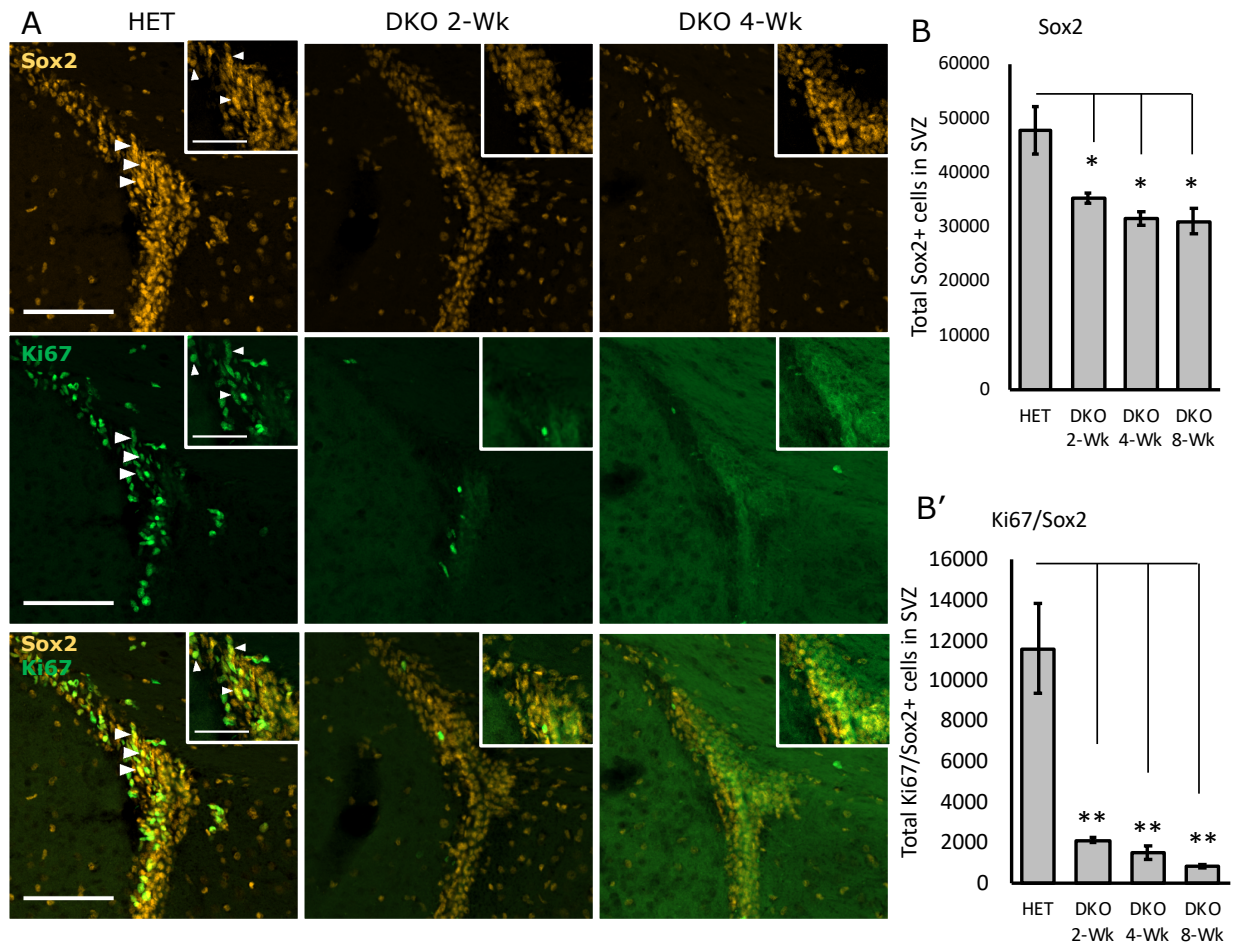 A
HET
DKO 2-Wk
DKO 4-Wk
Sox2
Ki67
Sox2
Ki67
B
Sox2
Total Sox2+ cells in SVZ
60000
50000
40000
30000
20000
10000
0
*
*
*
HET
DKO
2-Wk
DKO
4-Wk
DKO
8-Wk
B′
Ki67/Sox2
Total Ki67/Sox2+ cells in SVZ
16000
14000
12000
10000
8000
6000
4000
2000
0
**
**
**
HET
DKO
2-Wk
DKO
4-Wk
DKO
8-Wk